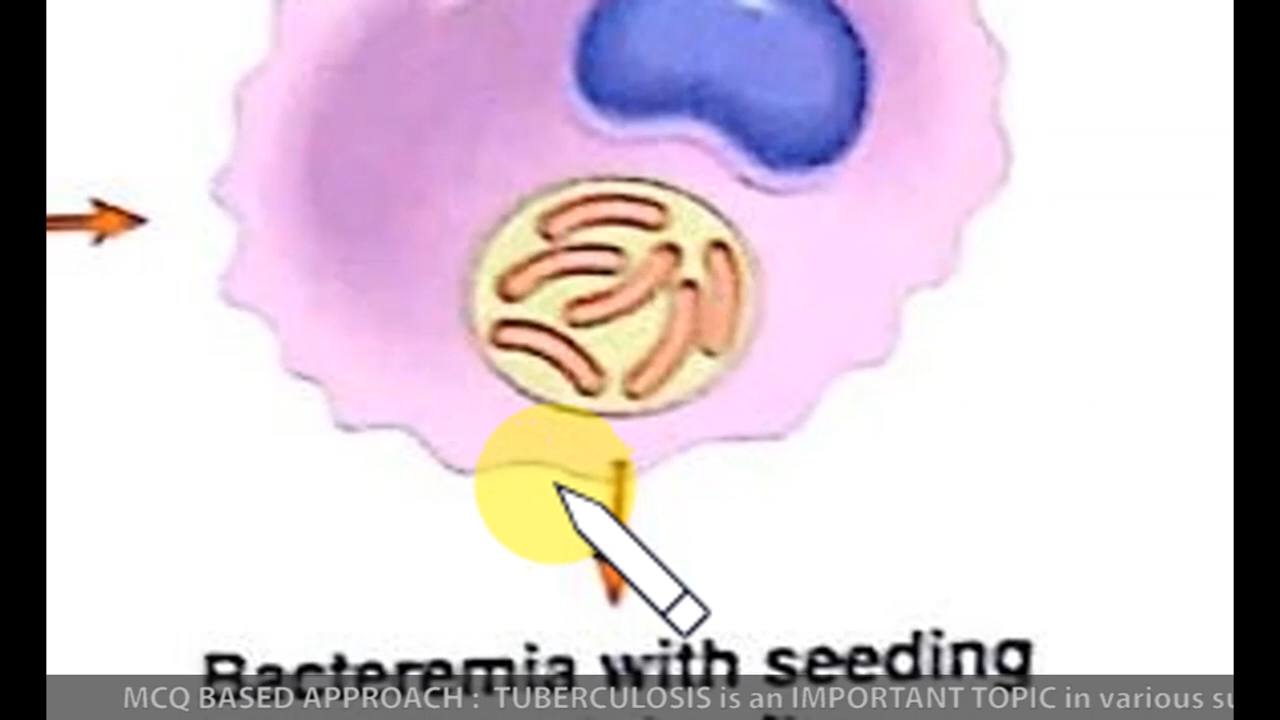 Bacteremia with seeding
MCQ BASED APPROACH : TUBERCULOSIS is an IMPORTANT TOPIC in various